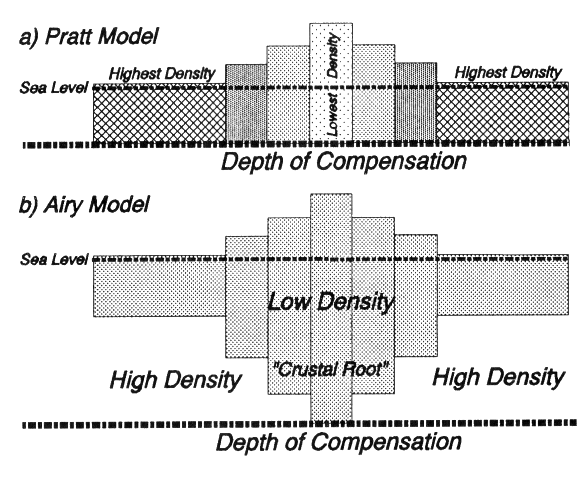 a) Pratt Model
Highest Density
Lowest Density
Highest Density
Sea Level
Depth of Compensation
b) Airy Model
Sea Level
Low Density
"Crustal Root"
High Density
High Density
Depth of Compensation